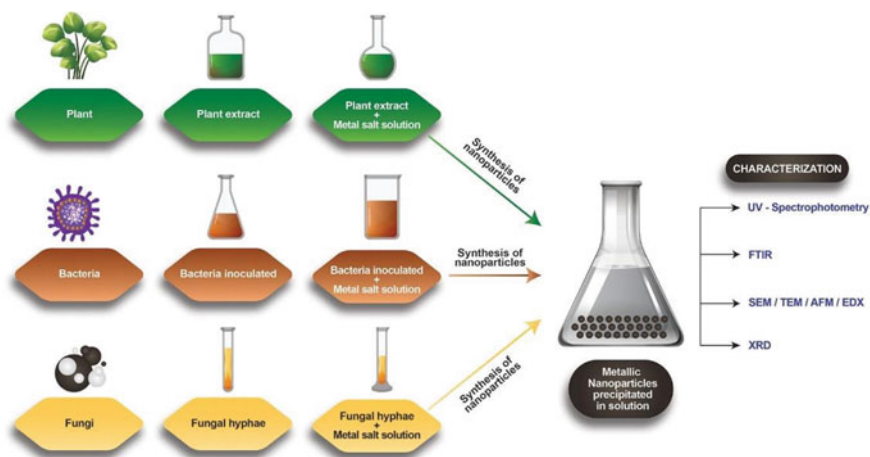 Plant
Plant extract
Plant extract
+
Metal salt solution
Synthesis of
nanoparticles
CHARACTERIZATION
UV - Spectrophotometry
Bacteria
Bacteria inoculated
Bacteria inoculated
+
Metal salt solution
Synthesis of
nanoparticles
FTIR
SEM / TEM / AFM / EDX
XRD
Fungi
Fungal hyphae
Fungal hyphae
+
Metal salt solution
Synthesis of
nanoparticles
Metallic
Nanoparticles
precipitated
in solution